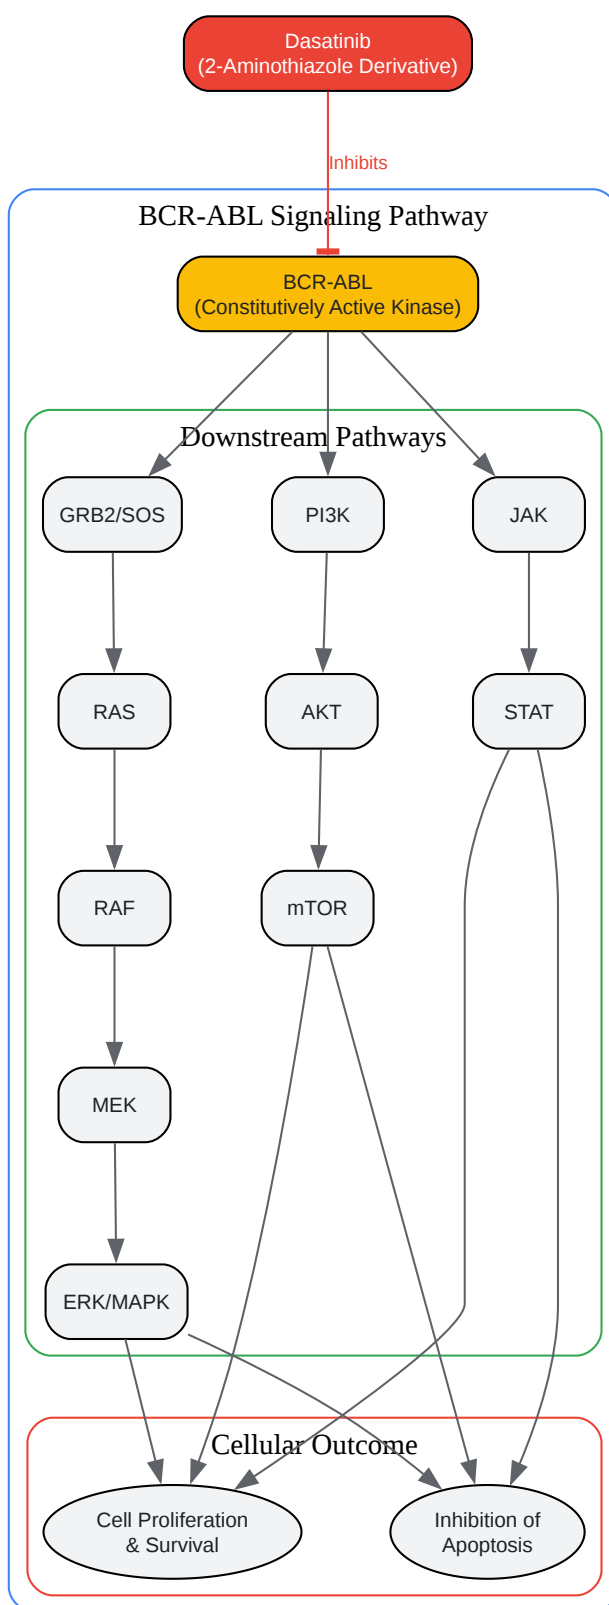 Dasatinib
(2-Aminothiazole Derivative)
Inhibits
BCR-ABL Signaling Pathway
BCR-ABL
(Constitutively Active Kinase)
Downstream Pathways
GRB2/SOS
PI3K
JAK
RAS
AKT
STAT
RAF
mTOR
MEK
ERK/MAPK
Cellular Outcome
Cell Proliferation
& Survival
Inhibition of
Apoptosis